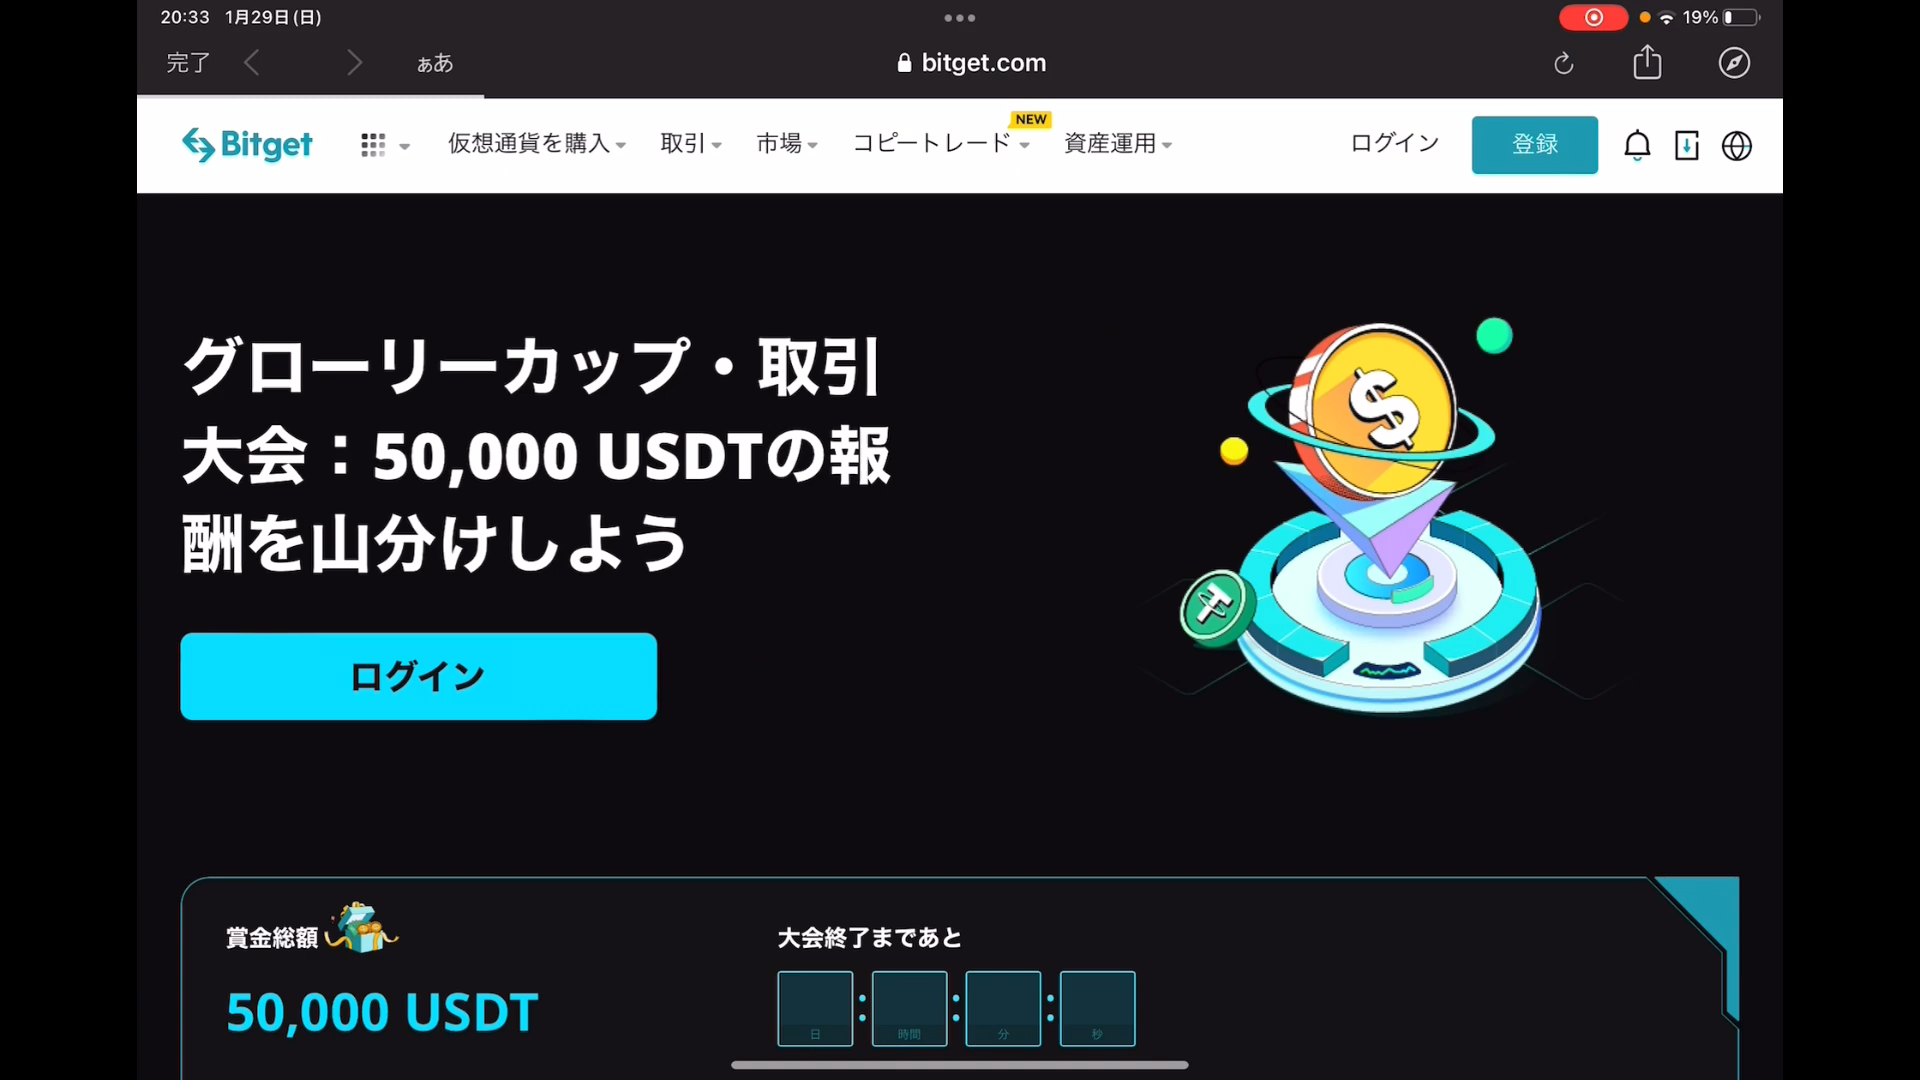 20:33 1月29日(日)
19%
完了
ぁあ
bitget.com
Bitget
仮想通貨を購入
取引
市場
コピートレード
NEW
資産運用
ログイン
登録
グローリーカップ・取引
大会：50,000 USDTの報
酬を山分けしよう
ログイン
賞金総額
大会終了まであと
50,000 USDT
日 : 時間 : 分 : 秒